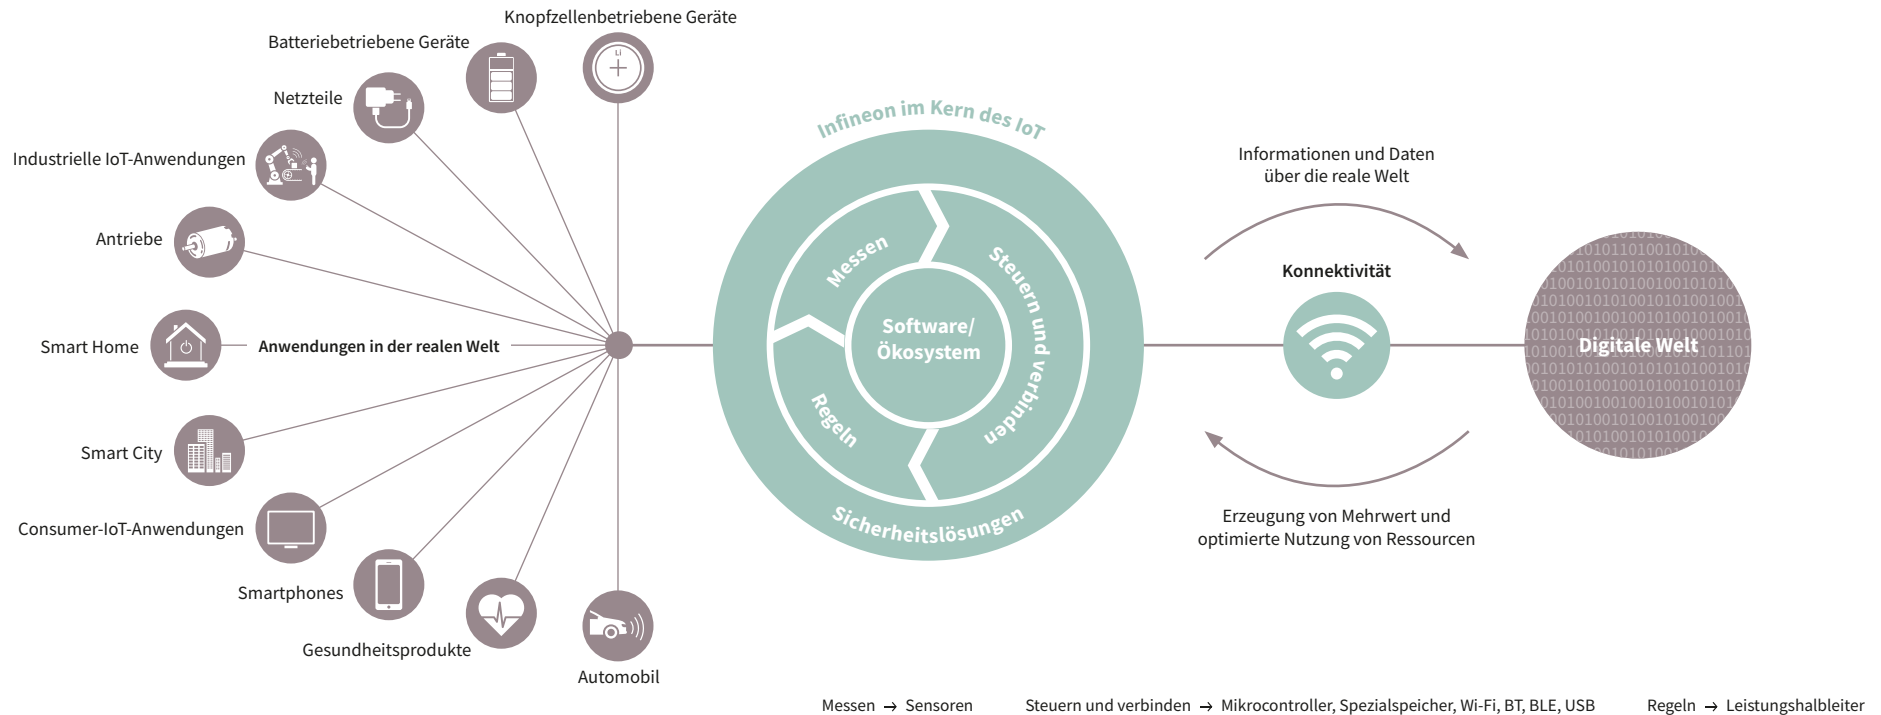 Knopfzellenbetriebene Geräte
Batteriebetriebene Geräte
Li
Netzteile
Industrielle IoT-Anwendungen
Antriebe
Smart Home
Anwendungen in der realen Welt
Smart City
Consumer-IoT-Anwendungen
Smartphones
Gesundheitsprodukte
Automobil
Infineon im Kern des IoT
Messen
Steuern und verbinden
Regeln
Software/
Ökosystem
Sicherheitslösungen
Informationen und Daten
über die reale Welt
Konnektivität
Erzeugung von Mehrwert und
optimierte Nutzung von Ressourcen
Digitale Welt
Messen → Sensoren
Steuern und verbinden → Mikrocontroller, Spezialspeicher, Wi-Fi, BT, BLE, USB
Regeln → Leistungshalbleiter